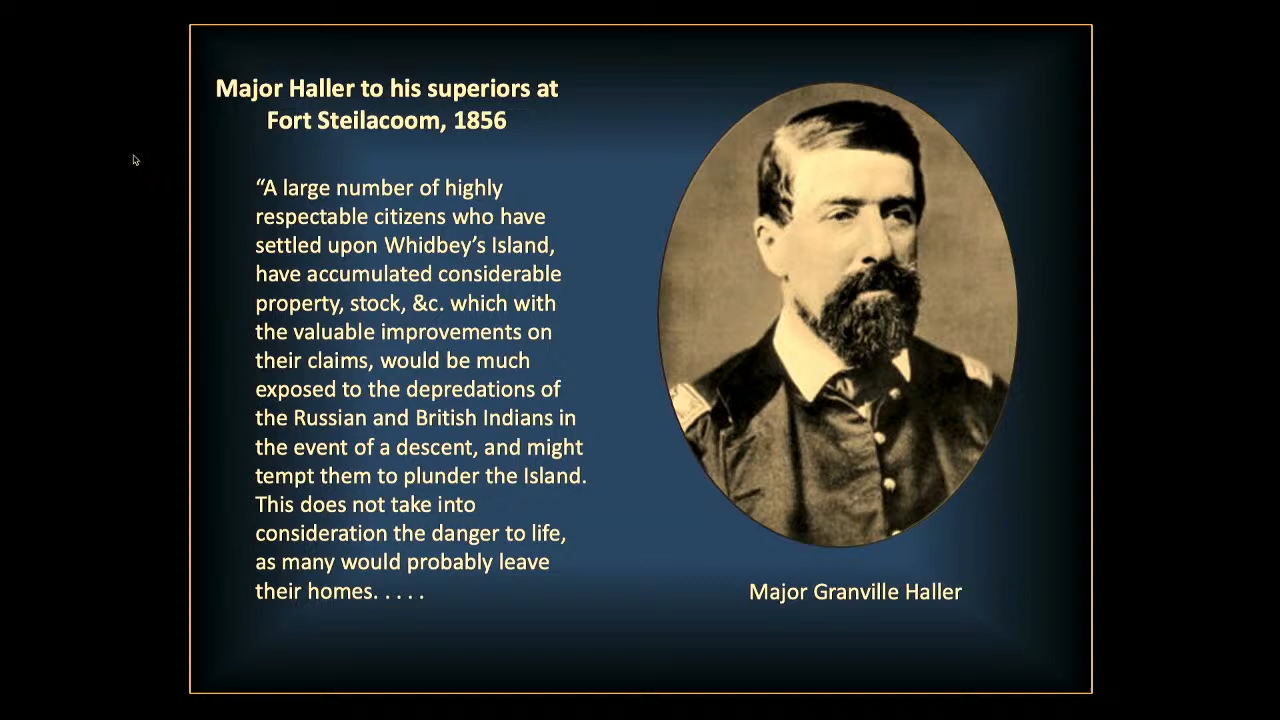 Major Haller to his superiors at
Fort Steilacoom, 1856
“A large number of highly
respectable citizens who have
settled upon Whidbey’s Island,
have accumulated considerable
property, stock, &c. which with
the valuable improvements on
their claims, would be much
exposed to the depredations of
the Russian and British Indians in
the event of a descent, and might
tempt them to plunder the Island.
This does not take into
consideration the danger to life,
as many would probably leave
their homes. . . . .
Major Granville Haller